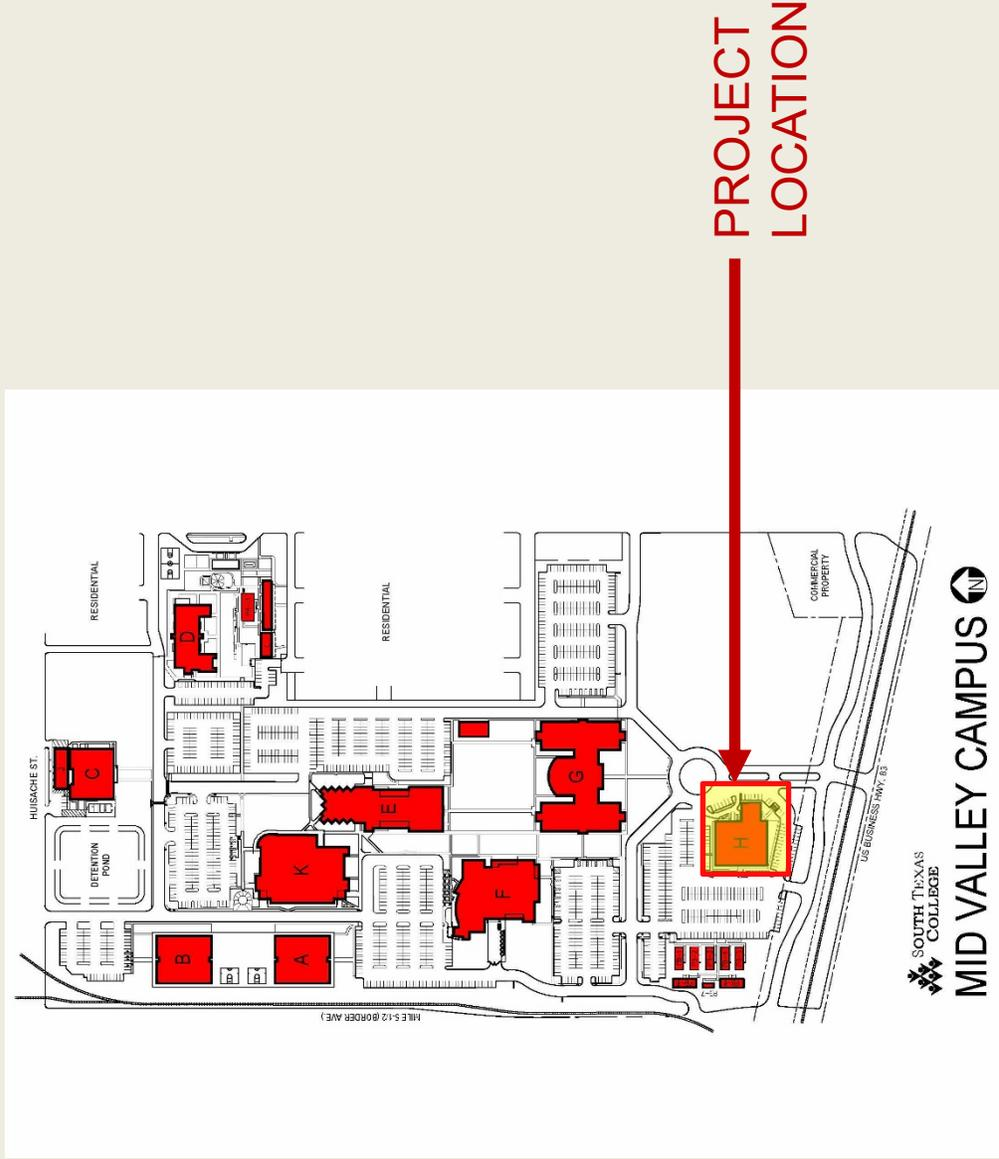 PROJECT
LOCATION
HUISACHE ST.
RESIDENTIAL
DETENTION
POND
C
D
B
A
K
E
RESIDENTIAL
MILE 5-1/2 (BORDER AVE.)
F
G
H
COMMERCIAL
PROPERTY
US BUSINESS HWY. 83
SOUTH TEXAS
COLLEGE
MID VALLEY CAMPUS
N